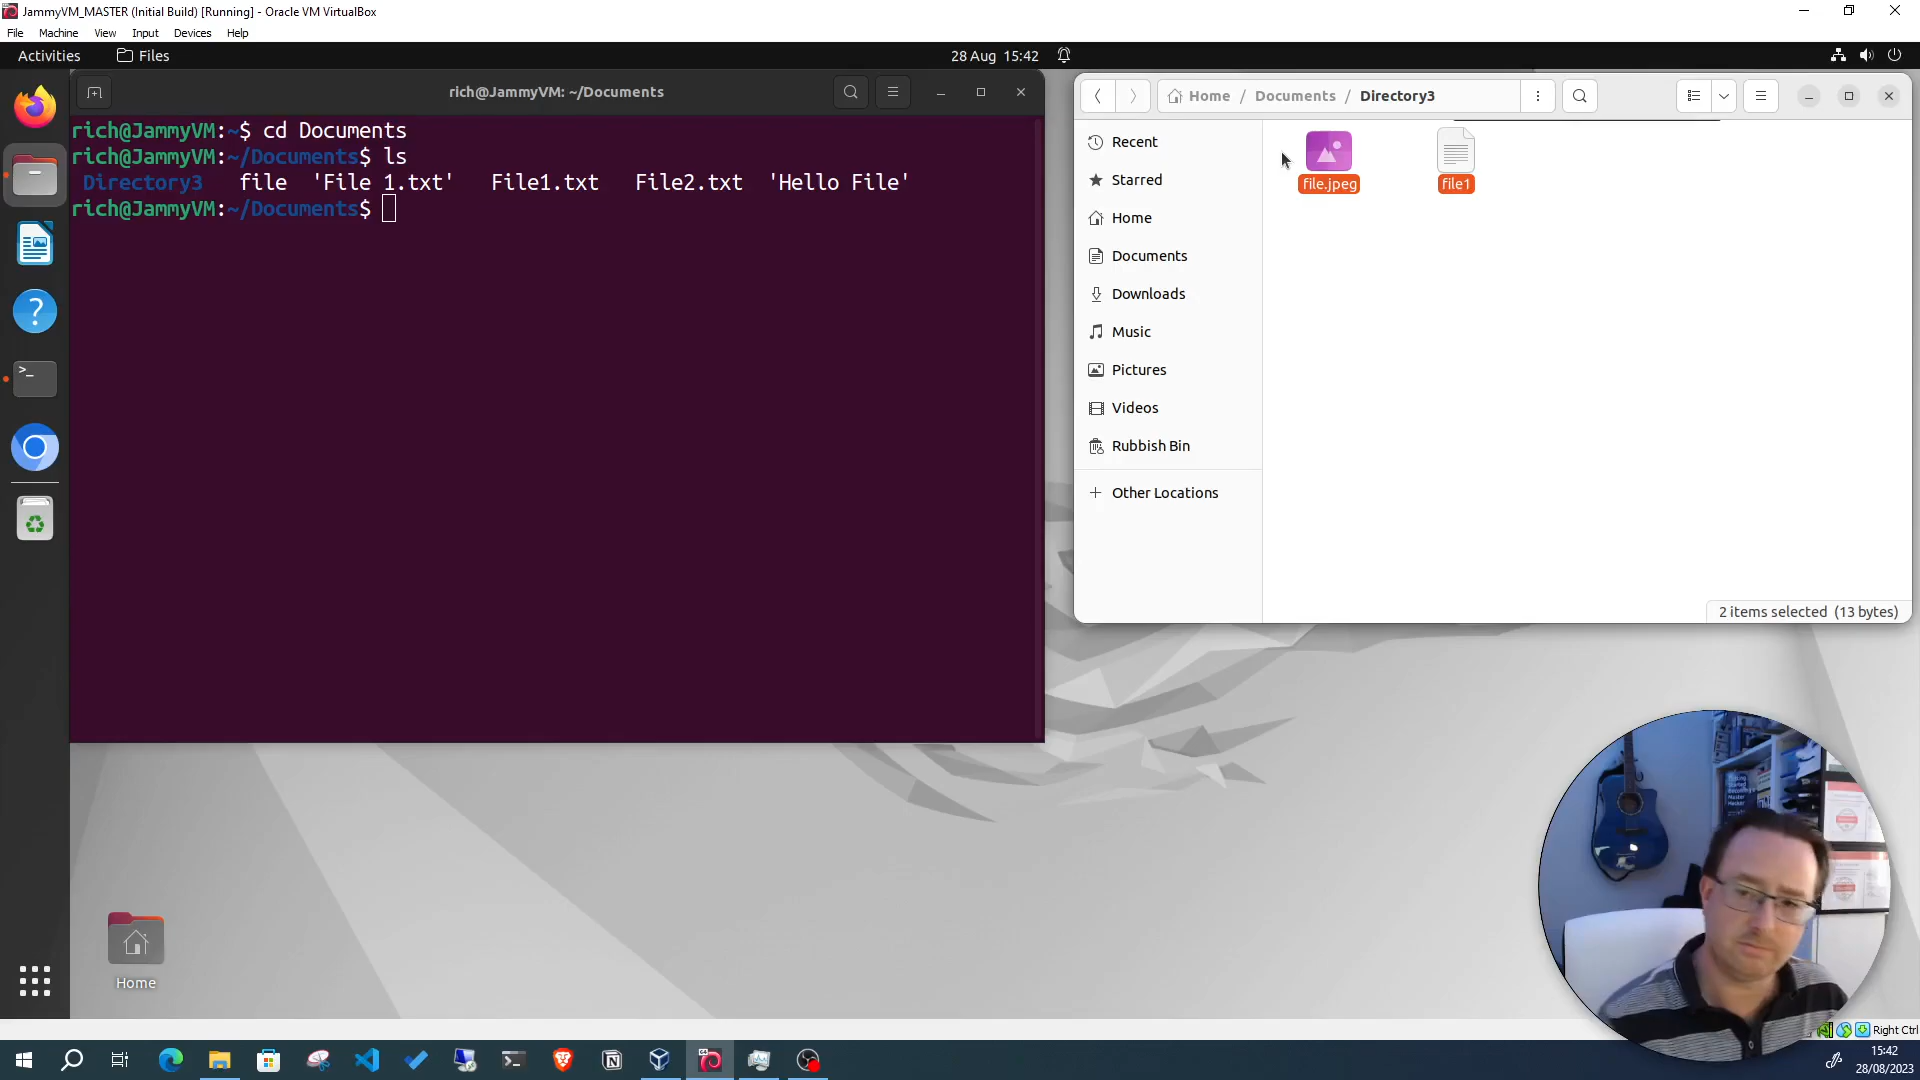 JammyVM_MASTER (Initial Build) [Running] - Oracle VM VirtualBox
File Machine View Input Devices Help
Activities Files 28 Aug 15:42
rich@JammyVM: ~/Documents
rich@JammyVM:~$ cd Documents
rich@JammyVM:~/Documents$ ls
Directory3 file 'File 1.txt' File1.txt File2.txt 'Hello File'
rich@JammyVM:~/Documents$
Home / Documents / Directory3
Recent
Starred
Home
Documents
Downloads
Music
Pictures
Videos
Rubbish Bin
+ Other Locations
file.jpeg file1
2 items selected (13 bytes)
Home
Right Ctrl
15:42
28/08/2023